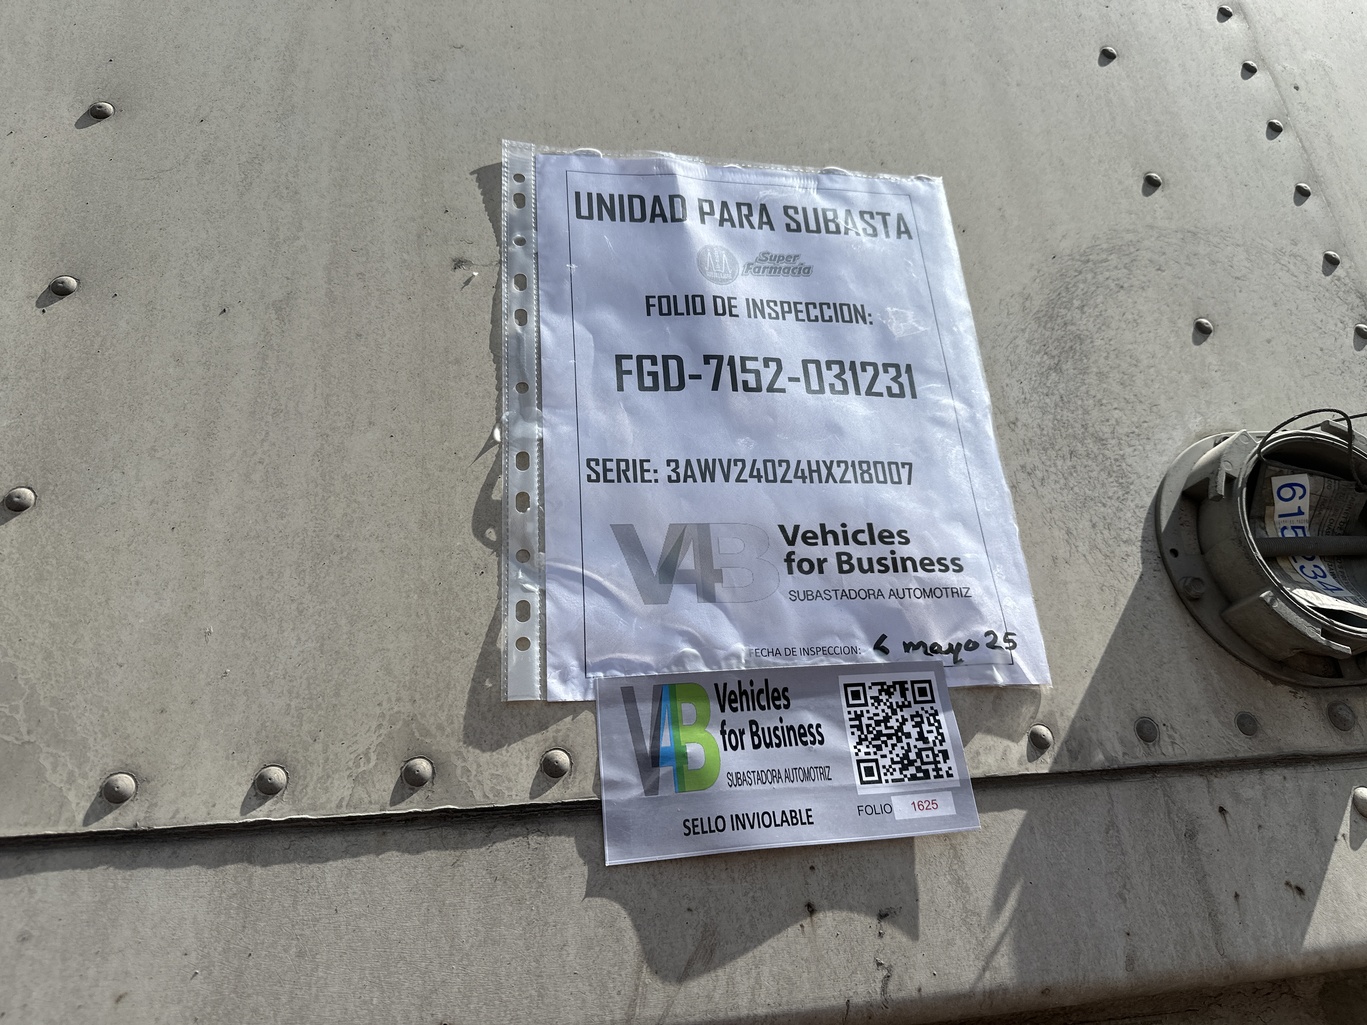 UNIDAD PARA SUBASTA
Super
Farmacia
FOLIO DE INSPECCION:
FGD-7152-031231
SERIE: 3AWV24024HX218007
V4B Vehicles
for Business
SUBASTADORA AUTOMOTRIZ
FECHA DE INSPECCION: 6 mayo 25
V4B Vehicles
for Business
SUBASTADORA AUTOMOTRIZ
SELLO INVIOLABLE
FOLIO 1625